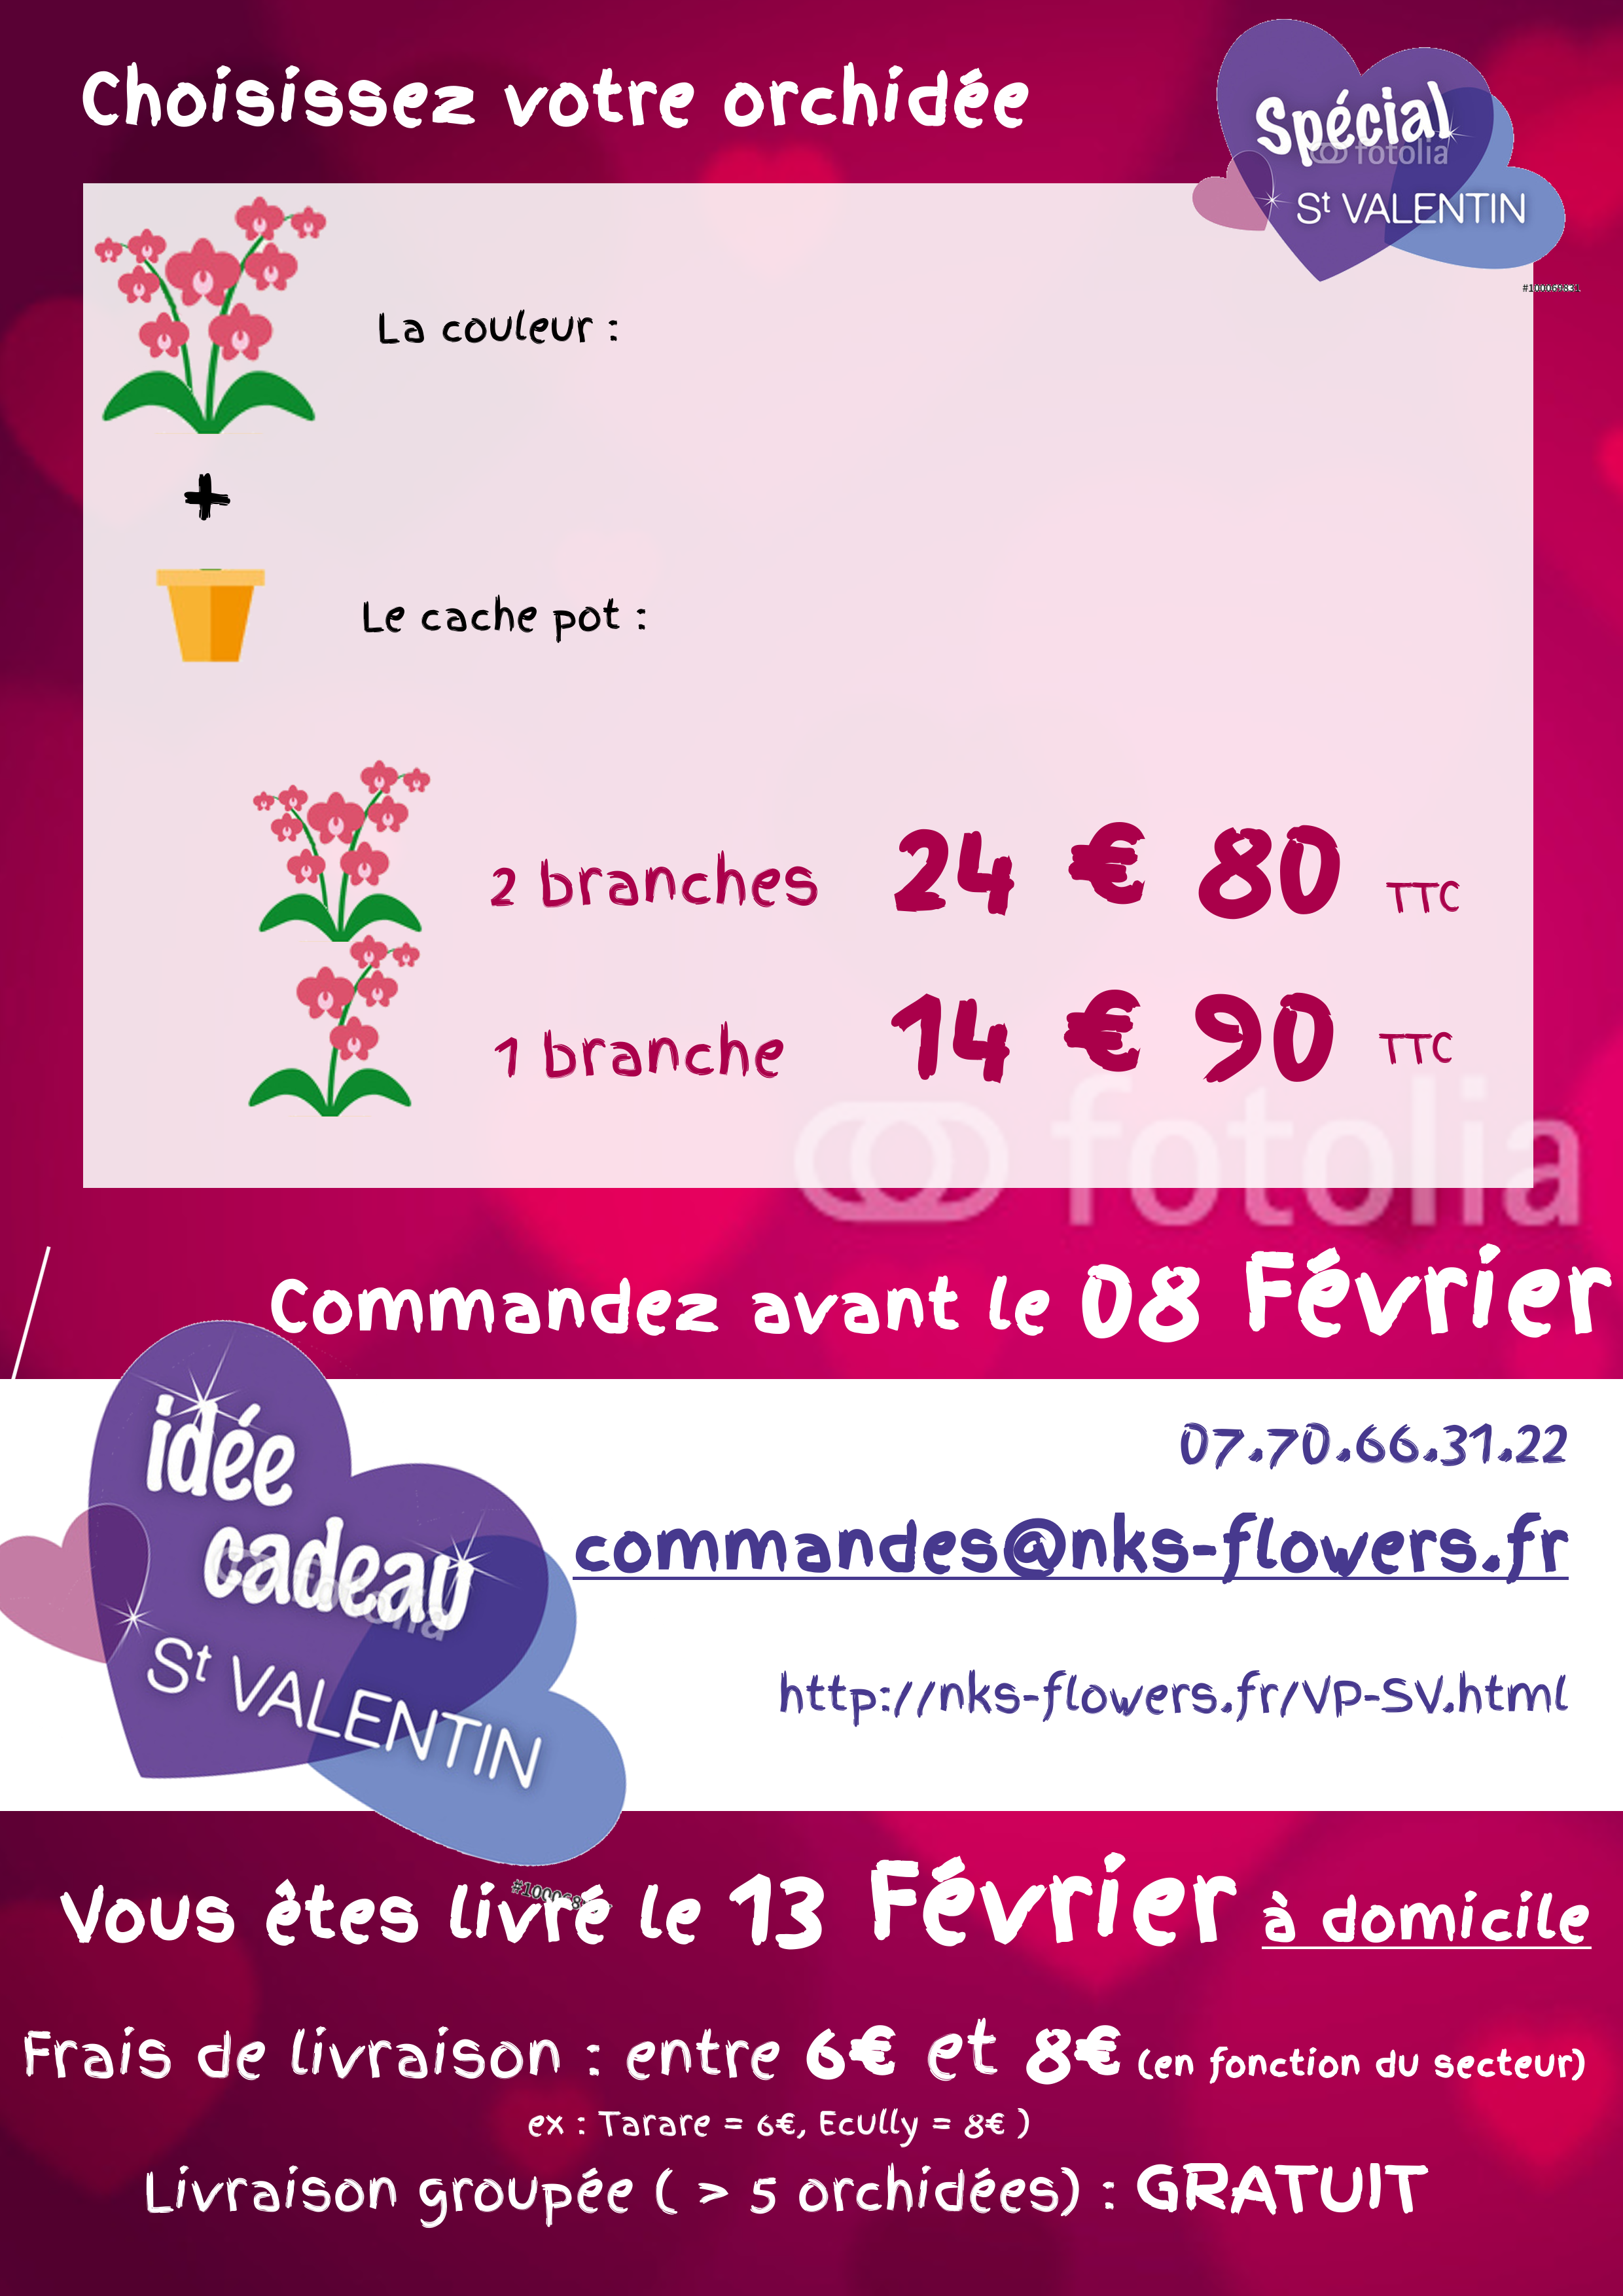 Choisissez votre orchidée
Spécial
fotolia
St VALENTIN
La couleur :
+
Le cache pot :
2 branches 24 € 80 TTC
1 branche 14 € 90 TTC
fotolia
Commandez avant le 08 Février
idée
cadeau
fotolia
St VALENTIN
07.70.66.31.22
commandes@nks-flowers.fr
http://nks-flowers.fr/VP-SV.html
Vous êtes livré le 13 Février à domicile
Frais de livraison : entre 6€ et 8€ (en fonction du secteur)
ex : Tarare = 6€, Ecully = 8€ )
Livraison groupée ( > 5 orchidées) : GRATUIT